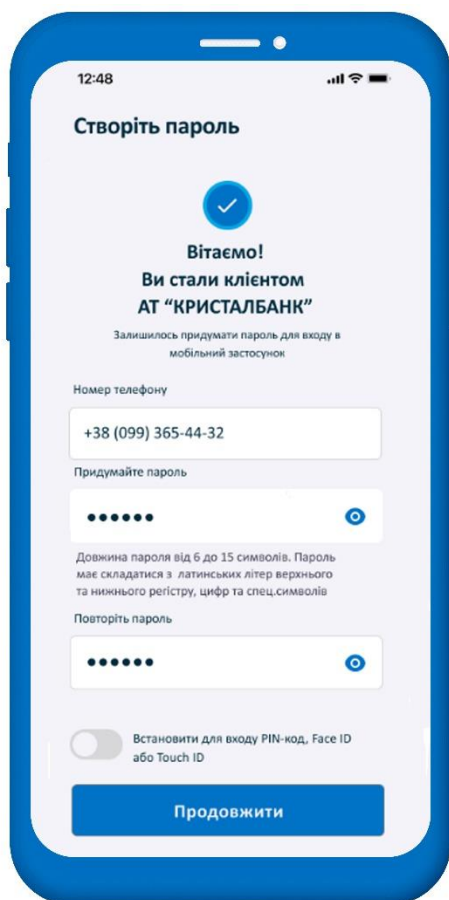 12:48
Створіть пароль
Вітаємо!
Ви стали клієнтом
АТ “КРИСТАЛБАНК”
Залишилось придумати пароль для входу в
мобільний застосунок
Номер телефону
+38 (099) 365-44-32
Придумайте пароль
••••••
Довжина пароля від 6 до 15 символів. Пароль
має складатися з латинських літер верхнього
та нижнього регістру, цифр та спец.символів
Повторіть пароль
••••••
Встановити для входу PIN-код, Face ID
або Touch ID
Продовжити